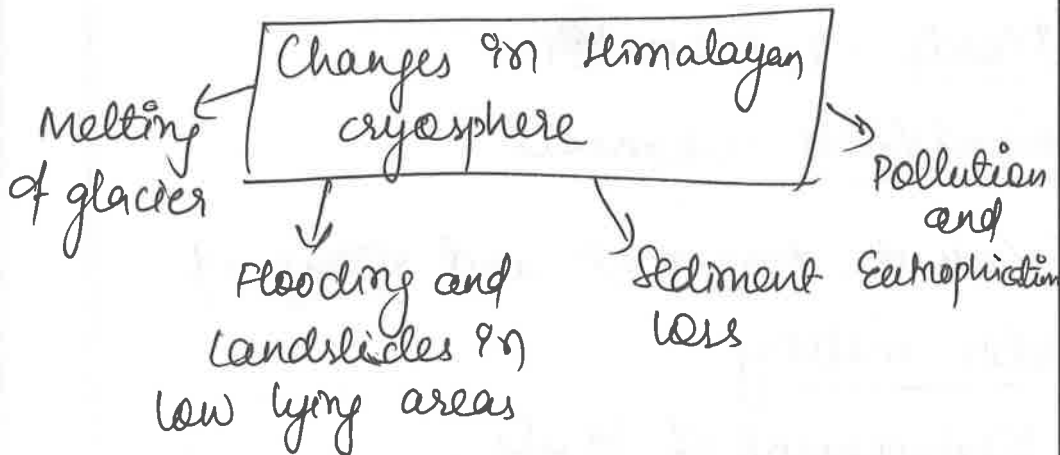 Changes in Himalayan
cryosphere
Melting
of glacier
Flooding and
landslides in
low lying areas
Sediment
loss
Pollution
and
Eutrophication